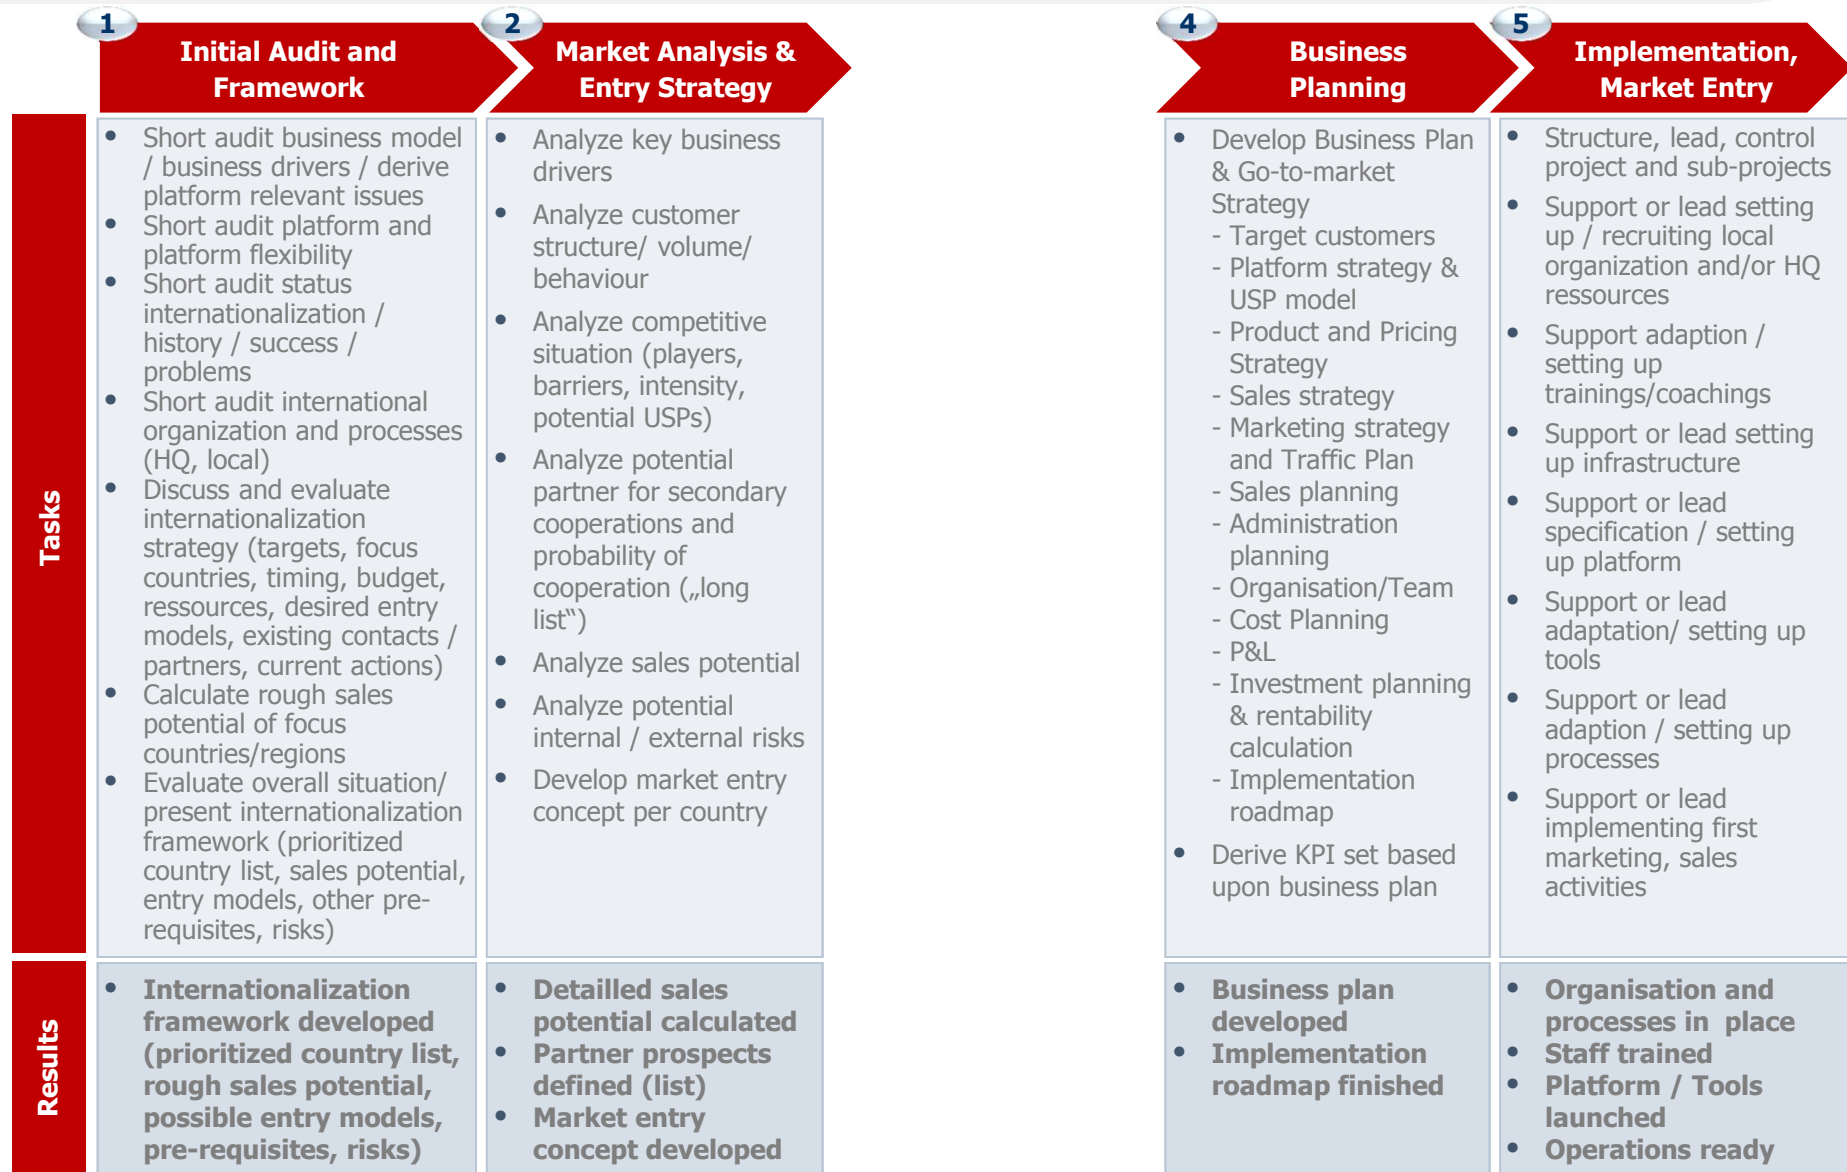 1
Initial Audit and
Framework
2
Market Analysis &
Entry Strategy
4
Business
Planning
5
Implementation,
Market Entry
Tasks
• Short audit business model
/ business drivers / derive
platform relevant issues
• Short audit platform and
platform flexibility
• Short audit status
internationalization /
history / success /
problems
• Short audit international
organization and processes
(HQ, local)
• Discuss and evaluate
internationalization
strategy (targets, focus
countries, timing, budget,
ressources, desired entry
models, existing contacts /
partners, current actions)
• Calculate rough sales
potential of focus
countries/regions
• Evaluate overall situation/
present internationalization
framework (prioritized
country list, sales potential,
entry models, other pre-
requisites, risks)
• Analyze key business
drivers
• Analyze customer
structure/ volume/
behaviour
• Analyze competitive
situation (players,
barriers, intensity,
potential USPs)
• Analyze potential
partner for secondary
cooperations and
probability of
cooperation („long
list“)
• Analyze sales potential
• Analyze potential
internal / external risks
• Develop market entry
concept per country
• Develop Business Plan
& Go-to-market
Strategy
- Target customers
- Platform strategy &
USP model
- Product and Pricing
Strategy
- Sales strategy
- Marketing strategy
and Traffic Plan
- Sales planning
- Administration
planning
- Organisation/Team
- Cost Planning
- P&L
- Investment planning
& rentability
calculation
- Implementation
roadmap
• Derive KPI set based
upon business plan
• Structure, lead, control
project and sub-projects
• Support or lead setting
up / recruiting local
organization and/or HQ
ressources
• Support adaption /
setting up
trainings/coachings
• Support or lead setting
up infrastructure
• Support or lead
specification / setting
up platform
• Support or lead
adaptation/ setting up
tools
• Support or lead
adaption / setting up
processes
• Support or lead
implementing first
marketing, sales
activities
Results
• Internationalization
framework developed
(prioritized country list,
rough sales potential,
possible entry models,
pre-requisites, risks)
• Detailled sales
potential calculated
• Partner prospects
defined (list)
• Market entry
concept developed
• Business plan
developed
• Implementation
roadmap finished
• Organisation and
processes in place
• Staff trained
• Platform / Tools
launched
• Operations ready